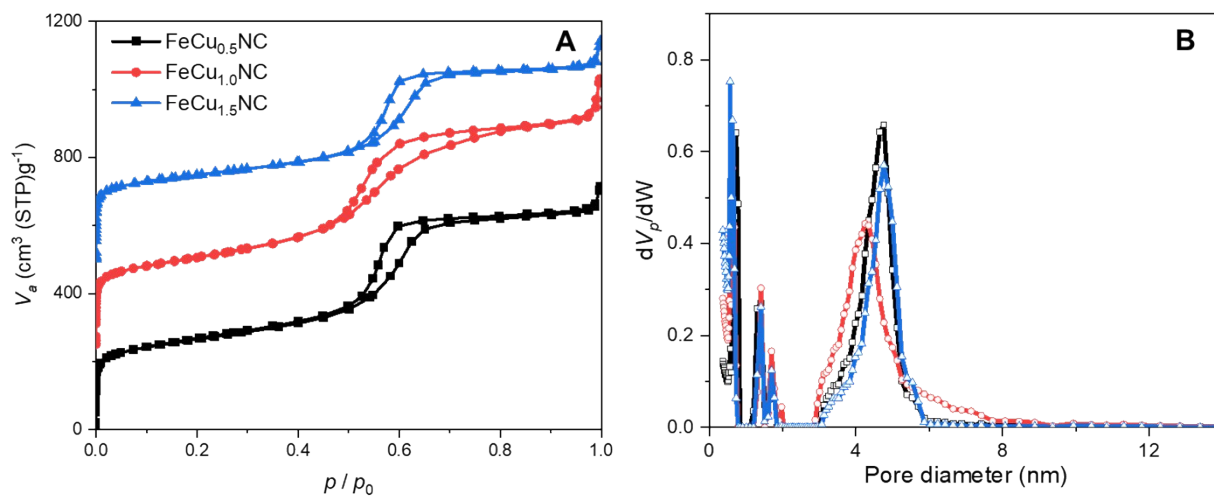 A
FeCu0.5NC
FeCu1.0NC
FeCu1.5NC
1200
800
400
0
Va (cm3 (STP)g-1)
0.0 0.2 0.4 0.6 0.8 1.0
p / p0
B
0.8
0.6
0.4
0.2
0.0
dVp/dW
0 4 8 12
Pore diameter (nm)